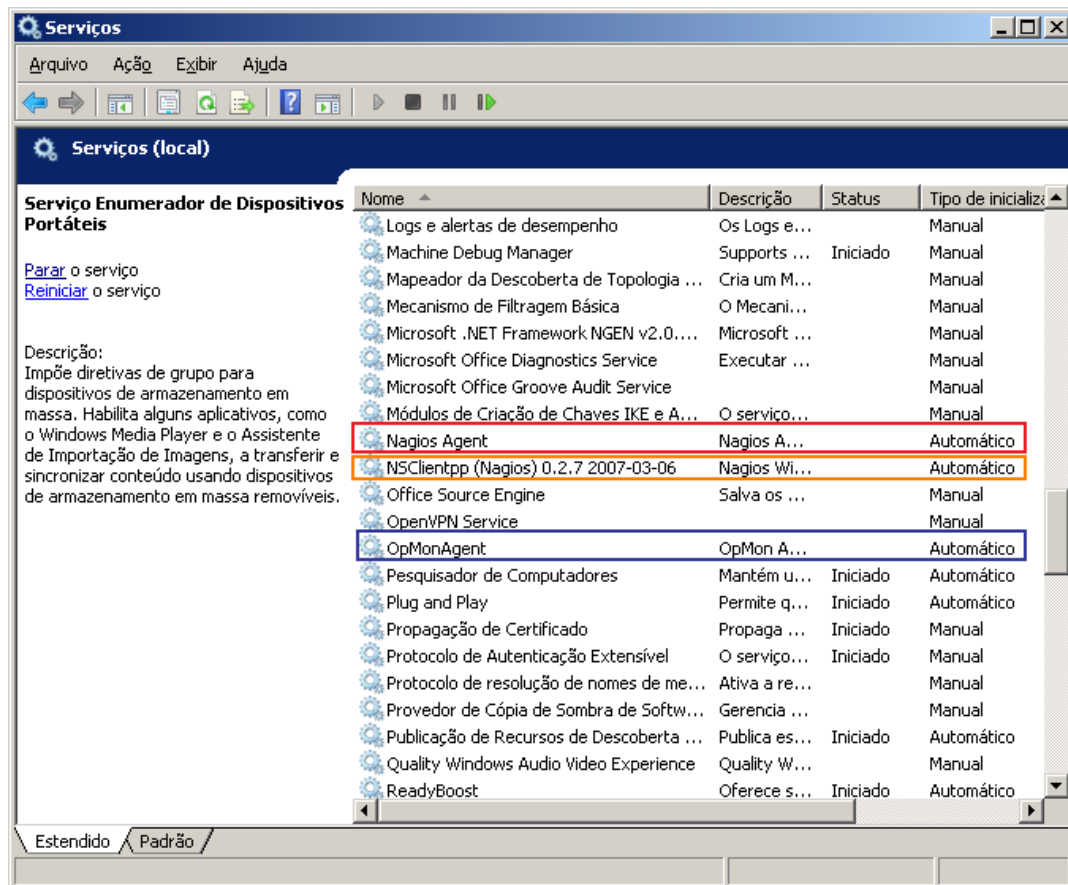 Serviços
Arquivo Ação Exibir Ajuda
Serviços (local)
Serviço Enumerador de Dispositivos
Portáteis
Parar o serviço
Reiniciar o serviço
Descrição:
Impõe diretivas de grupo para
dispositivos de armazenamento em
massa. Habilita alguns aplicativos, como
o Windows Media Player e o Assistente
de Importação de Imagens, a transferir e
sincronizar conteúdo usando dispositivos
de armazenamento em massa removíveis.
Nome Descrição Status Tipo de inicializa
Logs e alertas de desempenho Os Logs e... Manual
Machine Debug Manager Supports ... Iniciado Manual
Mapeador da Descoberta de Topologia ... Cria um M... Manual
Mecanismo de Filtragem Básica O Mecani... Manual
Microsoft .NET Framework NGEN v2.0.... Microsoft ... Manual
Microsoft Office Diagnostics Service Executar ... Manual
Microsoft Office Groove Audit Service Manual
Módulos de Criação de Chaves IKE e A... O serviço... Manual
Nagios Agent Nagios A... Automático
NSClientpp (Nagios) 0.2.7 2007-03-06 Nagios Wi... Automático
Office Source Engine Salva os ... Manual
OpenVPN Service Manual
OpMonAgent OpMon A... Automático
Pesquisador de Computadores Mantém u... Iniciado Automático
Plug and Play Permite q... Iniciado Automático
Propagação de Certificado Propaga ... Iniciado Manual
Protocolo de Autenticação Extensível O serviço... Iniciado Manual
Protocolo de resolução de nomes de me... Ativa a re... Manual
Provedor de Cópia de Sombra de Softw... Gerencia ... Manual
Publicação de Recursos de Descoberta ... Publica es... Iniciado Automático
Quality Windows Audio Video Experience Quality W... Manual
ReadyBoost Oferece s... Iniciado Automático
Estendido Padrão